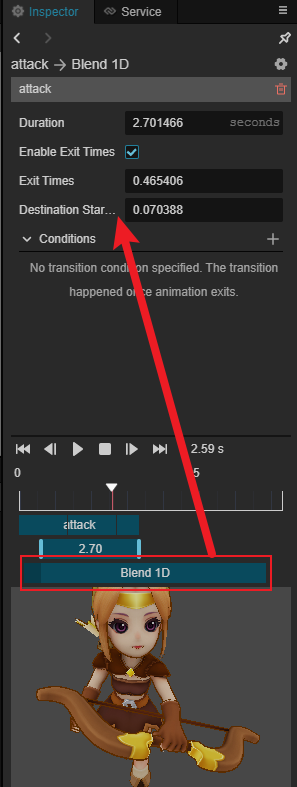 Inspector
Service
attack → Blend 1D
attack
Duration 2.701466 seconds
Enable Exit Times
Exit Times 0.465406
Destination Star... 0.070388
Conditions
No transition condition specified. The transition
happened once animation exits.
2.59 s
0 5
attack
2.70
Blend 1D